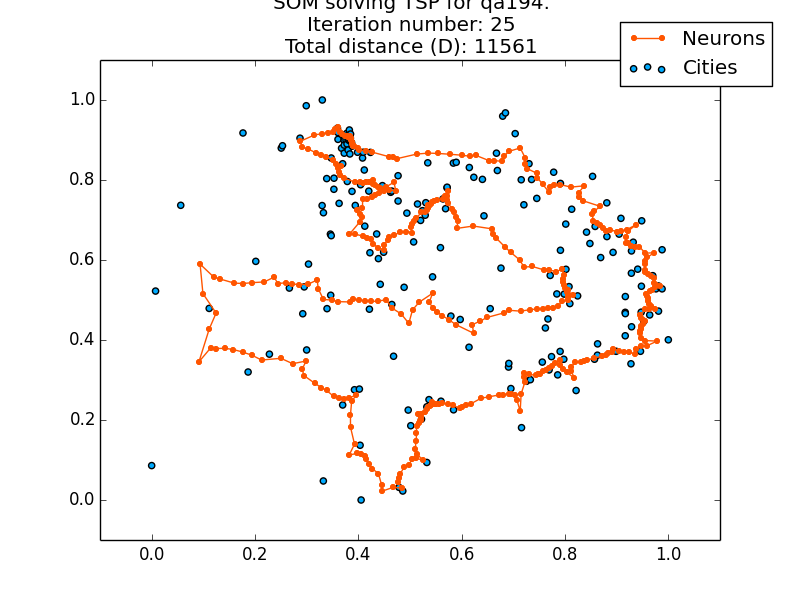 SOM solving TSP for qa194.
Iteration number: 25
Total distance (D): 11561
Neurons
Cities
1.0
0.8
0.6
0.4
0.2
0.0
0.0 0.2 0.4 0.6 0.8 1.0